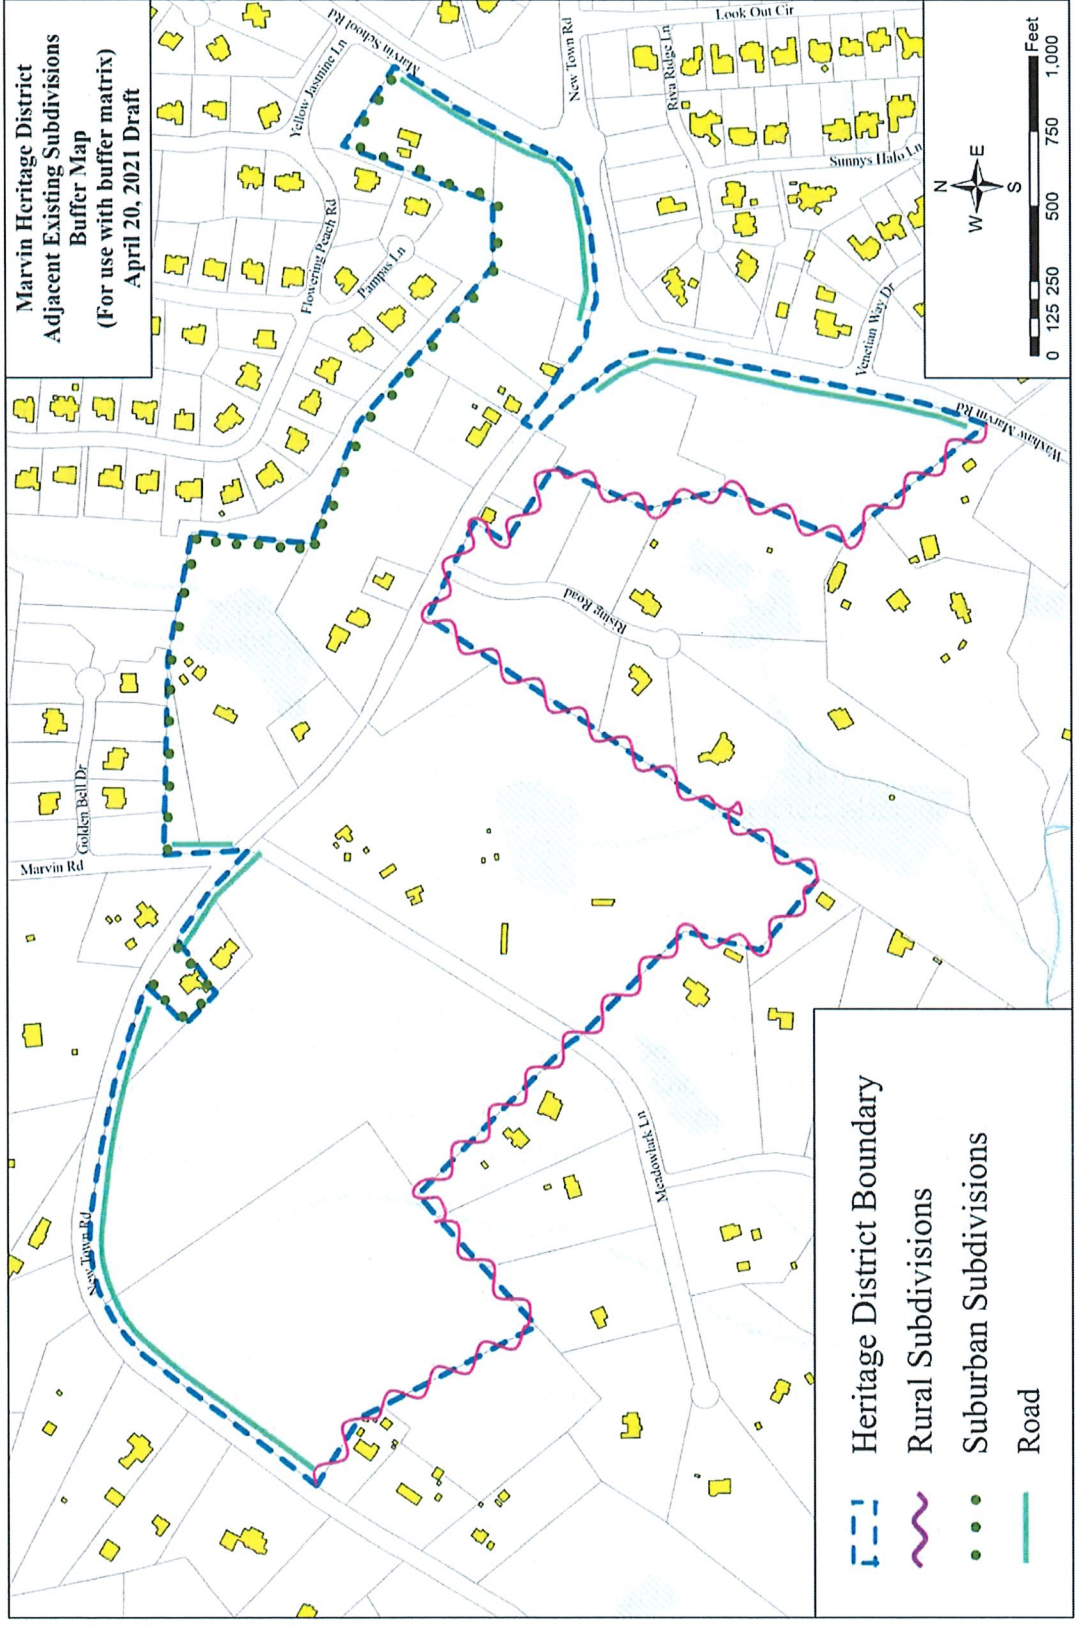 Marvin Heritage District
Adjacent Existing Subdivisions
Buffer Map
(For use with buffer matrix)
April 20, 2021 Draft
Look Out Cir
Marvin School Rd
New Town Rd
Yellow Jasmine Ln
Riva Ridge Ln
Sunnys Halo Ln
Flowering Peach Rd
Pampas Ln
Venetian Way Dr
Waxhaw Marvin Rd
Rising Road
Golden Bell Dr
Marvin Rd
New Town Rd
Meadowlark Ln
N
W E
S
0 125 250 500 750 1,000
Feet
Heritage District Boundary
Rural Subdivisions
Suburban Subdivisions
Road